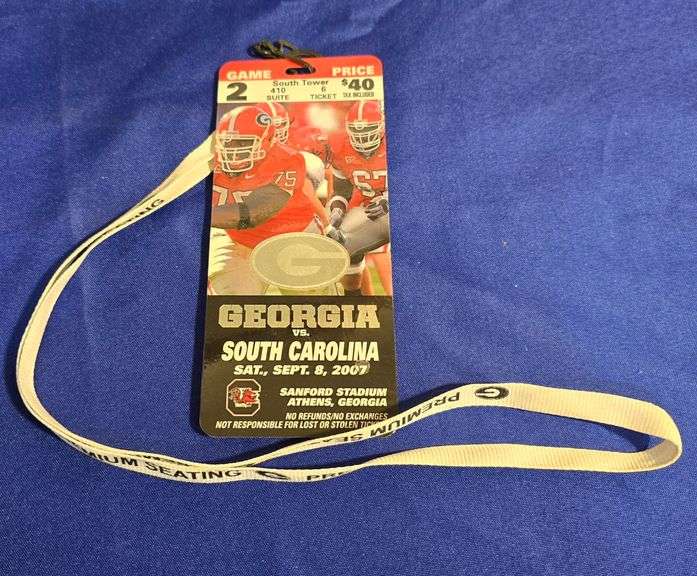 GAME PRICE
2 South Tower $40
410 6
SUITE TICKET TAX INCLUDED
G
75
67
G
GEORGIA
VS.
SOUTH CAROLINA
SAT., SEPT. 8, 2007
SANFORD STADIUM
ATHENS, GEORGIA
NO REFUNDS/NO EXCHANGES
NOT RESPONSIBLE FOR LOST OR STOLEN
G PREMIUM
PREMIUM SEATING G